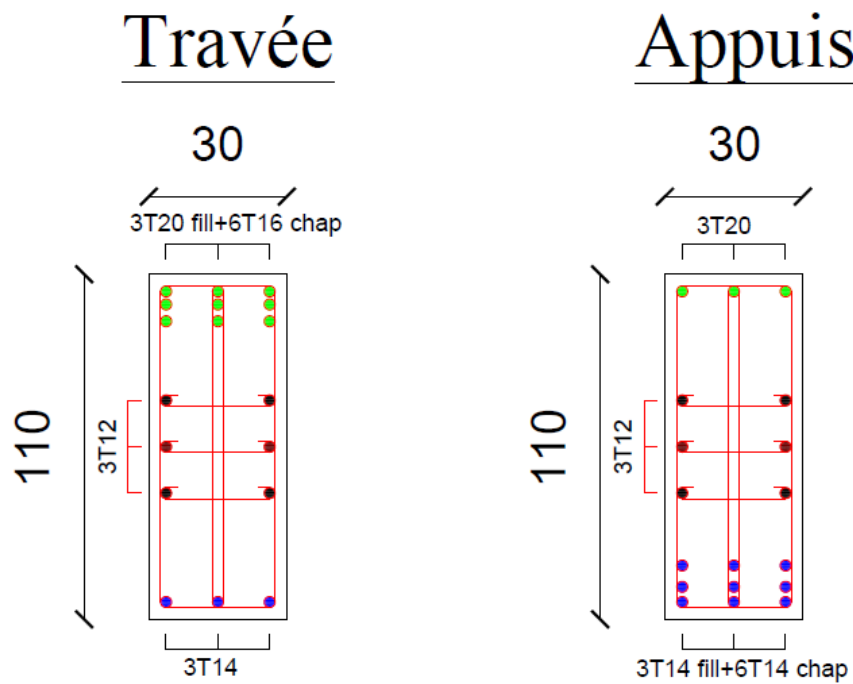 Travée
30
3T20 fill+6T16 chap
110
3T12
3T14
Appuis
30
3T20
110
3T12
3T14 fill+6T14 chap